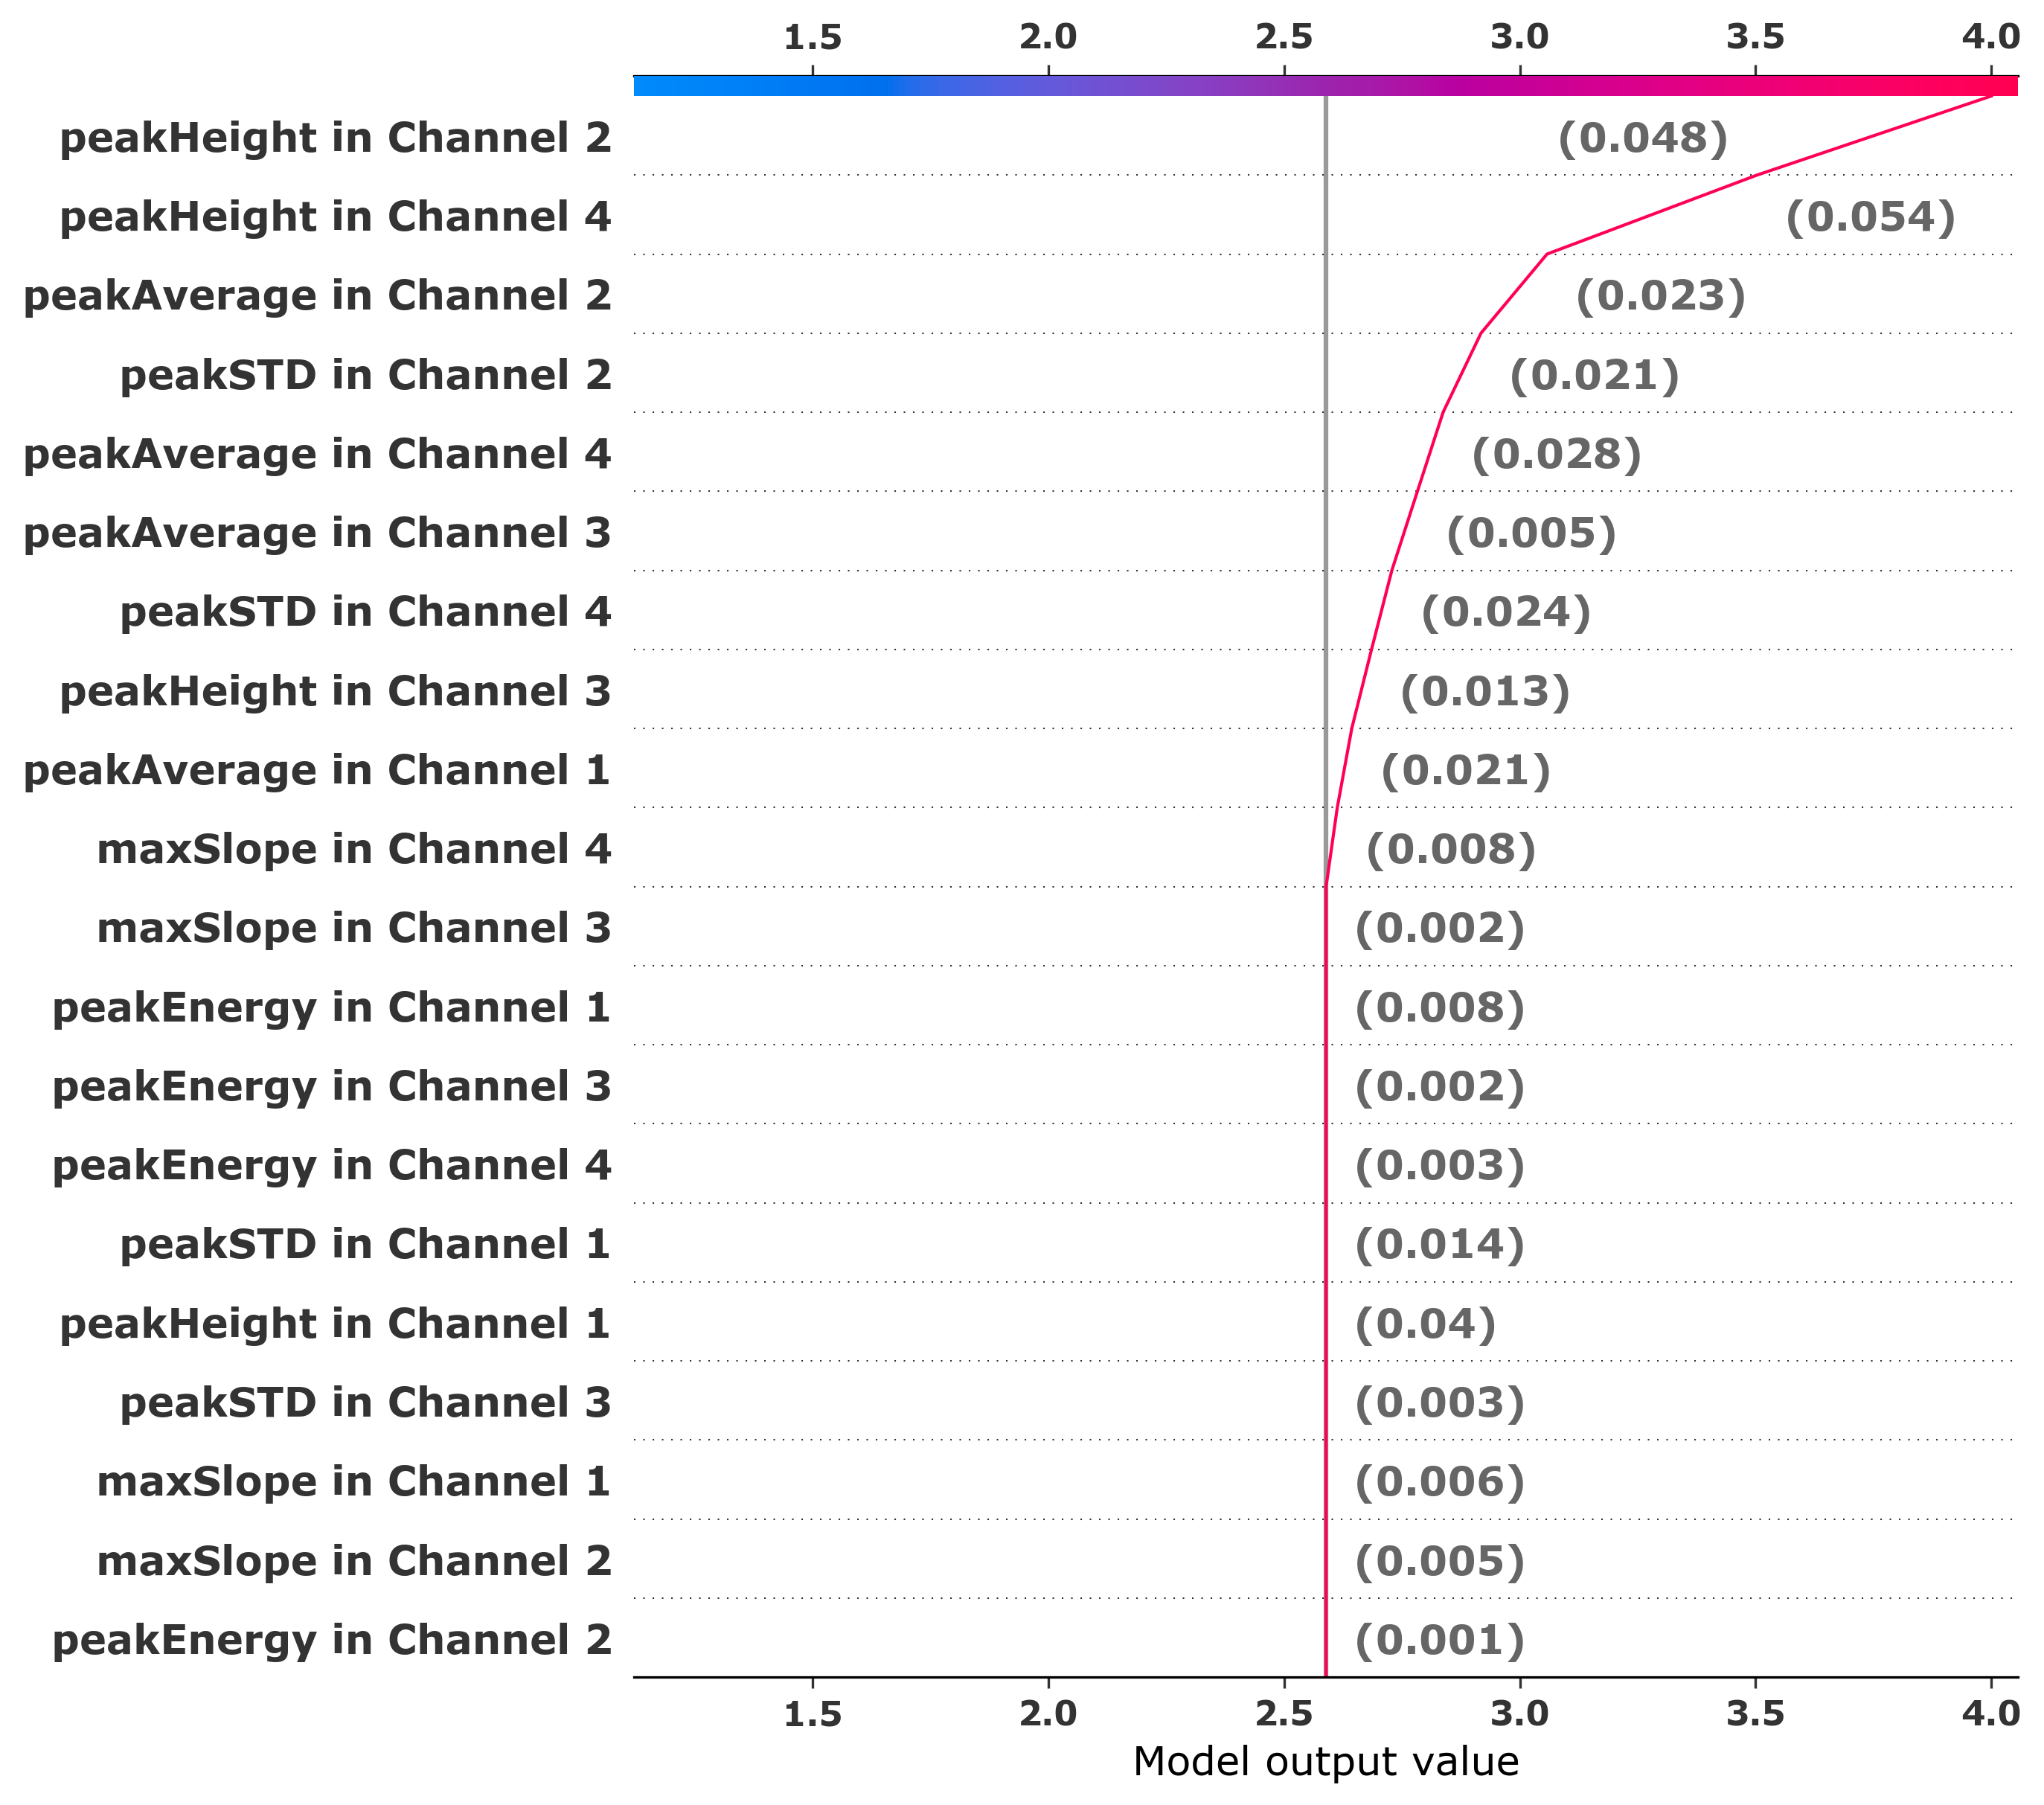 1.5 2.0 2.5 3.0 3.5 4.0
peakHeight in Channel 2 (0.048)
peakHeight in Channel 4 (0.054)
peakAverage in Channel 2 (0.023)
peakSTD in Channel 2 (0.021)
peakAverage in Channel 4 (0.028)
peakAverage in Channel 3 (0.005)
peakSTD in Channel 4 (0.024)
peakHeight in Channel 3 (0.013)
peakAverage in Channel 1 (0.021)
maxSlope in Channel 4 (0.008)
maxSlope in Channel 3 (0.002)
peakEnergy in Channel 1 (0.008)
peakEnergy in Channel 3 (0.002)
peakEnergy in Channel 4 (0.003)
peakSTD in Channel 1 (0.014)
peakHeight in Channel 1 (0.04)
peakSTD in Channel 3 (0.003)
maxSlope in Channel 1 (0.006)
maxSlope in Channel 2 (0.005)
peakEnergy in Channel 2 (0.001)
1.5 2.0 2.5 3.0 3.5 4.0
Model output value